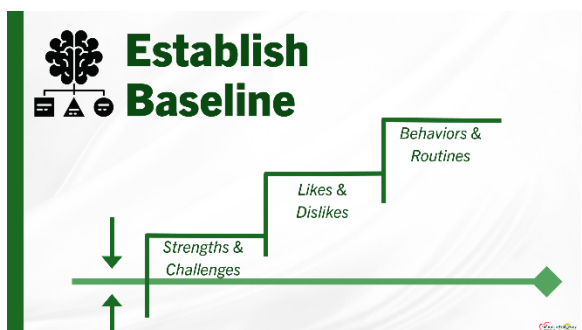 Establish
Baseline
Behaviors &
Routines
Likes &
Dislikes
Strengths &
Challenges